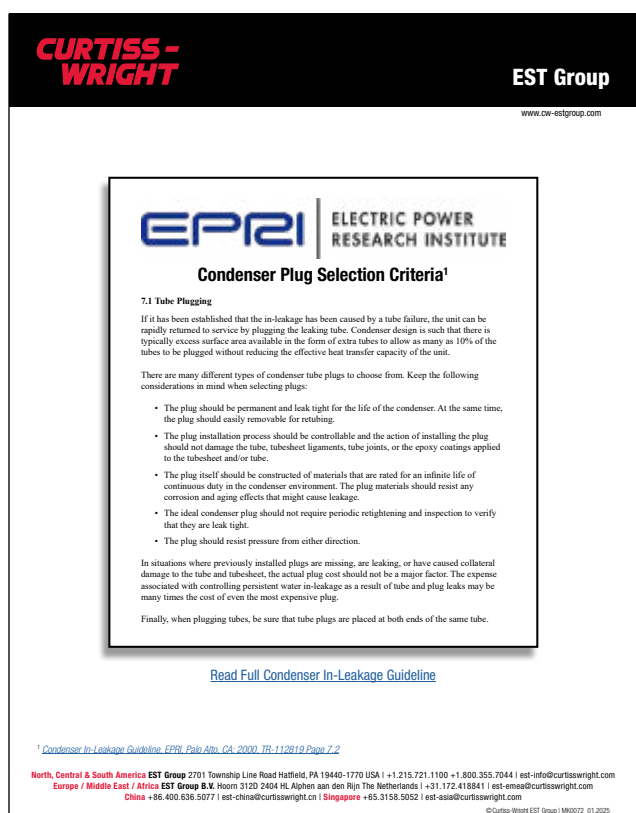 CURTISS -
WRIGHT
EST Group
www.cw-estgroup.com
EPRI | ELECTRIC POWER
RESEARCH INSTITUTE
Condenser Plug Selection Criteria¹
7.1 Tube Plugging
If it has been established that the in-leakage has been caused by a tube failure, the unit can be
rapidly returned to service by plugging the leaking tube. Condenser design is such that there is
typically excess surface area available in the form of extra tubes to allow as many as 10% of the
tubes to be plugged without reducing the effective heat transfer capacity of the unit.
There are many different types of condenser tube plugs to choose from. Keep the following
considerations in mind when selecting plugs:
• The plug should be permanent and leak tight for the life of the condenser. At the same time,
the plug should easily removable for retubing.
• The plug installation process should be controllable and the action of installing the plug
should not damage the tube, tubesheet ligaments, tube joints, or the epoxy coatings applied
to the tubesheet and/or tube.
• The plug itself should be constructed of materials that are rated for an infinite life of
continuous duty in the condenser environment. The plug materials should resist any
corrosion and aging effects that might cause leakage.
• The ideal condenser plug should not require periodic retightening and inspection to verify
that they are leak tight.
• The plug should resist pressure from either direction.
In situations where previously installed plugs are missing, are leaking, or have caused collateral
damage to the tube and tubesheet, the actual plug cost should not be a major factor. The expense
associated with controlling persistent water in-leakage as a result of tube and plug leaks may be
many times the cost of even the most expensive plug.
Finally, when plugging tubes, be sure that tube plugs are placed at both ends of the same tube.
Read Full Condenser In-Leakage Guideline
¹ Condenser In-Leakage Guideline, EPRI, Palo Alto, CA: 2000, TR-112819 Page 7.2
North, Central & South America EST Group 2701 Township Line Road Hatfield, PA 19440-1770 USA | +1.215.721.1100 +1.800.355.7044 | est-info@curtisswright.com
Europe / Middle East / Africa EST Group B.V. Hoorn 312D 2404 HL Alphen aan den Rijn The Netherlands | +31.172.418841 | est-emea@curtisswright.com
China +86.400.636.5077 | est-china@curtisswright.cn | Singapore +65.3158.5052 | est-asia@curtisswright.com
©Curtiss-Wright EST Group | MK0072 01.2025